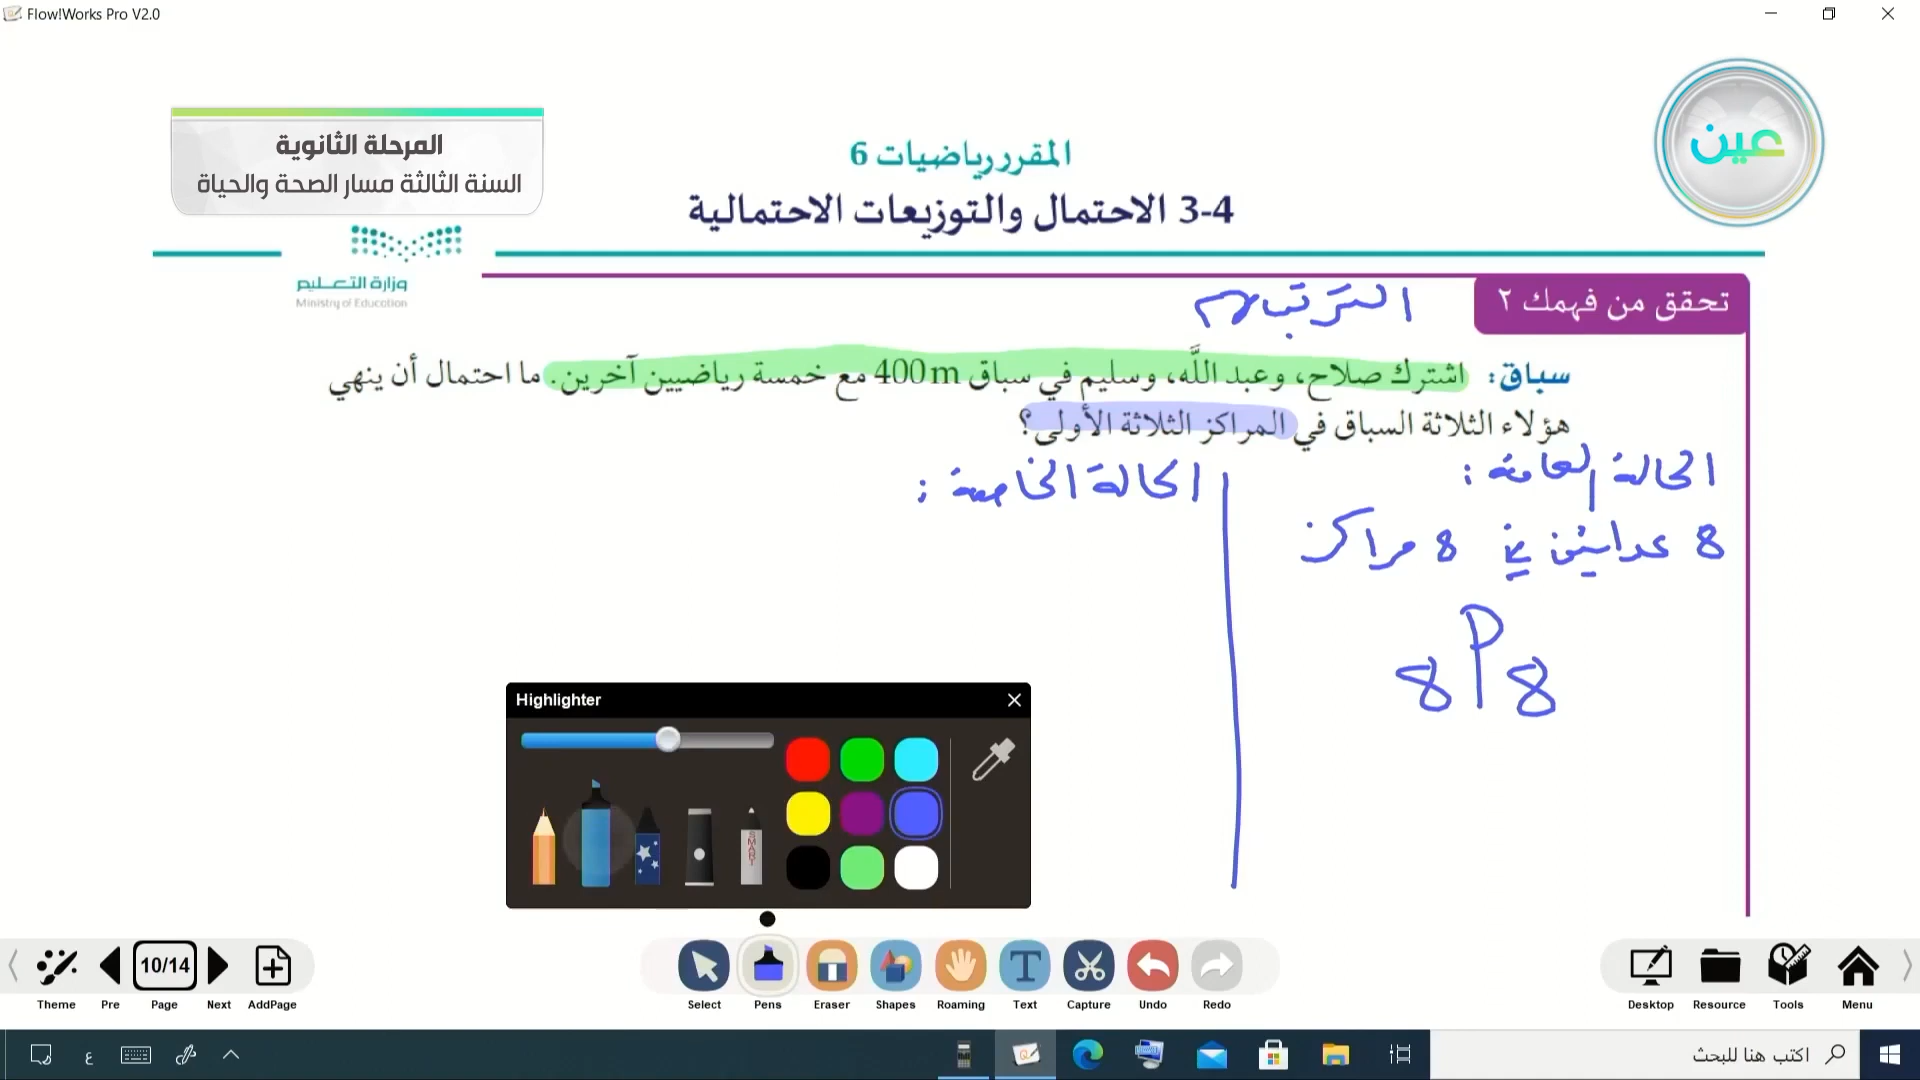 Flow!Works Pro V2.0
عين
المرحلة الثانوية
السنة الثالثة مسار الصحة والحياة
المقرر رياضيات 6
3-4 الاحتمال والتوزيعات الاحتمالية
وزارة التعليم
Ministry of Education
تحقق من فهمك ٢
سباق: اشترك صلاح، وعبد اللَّه، وسليم في سباق 400 m مع خمسة رياضيين آخرين. ما احتمال أن ينهي
هؤلاء الثلاثة السباق في المراكز الثلاثة الأولى؟
الحالة العامة :
8 عدائين في 8 مراكز
8P8
الحالة الخاصة :
Highlighter
SMART
Theme
Pre
10/14
Page
Next
AddPage
Select
Pens
Eraser
Shapes
Roaming
T
Text
Capture
Undo
Redo
Desktop
Resource
Tools
Menu
ع
اكتب هنا للبحث